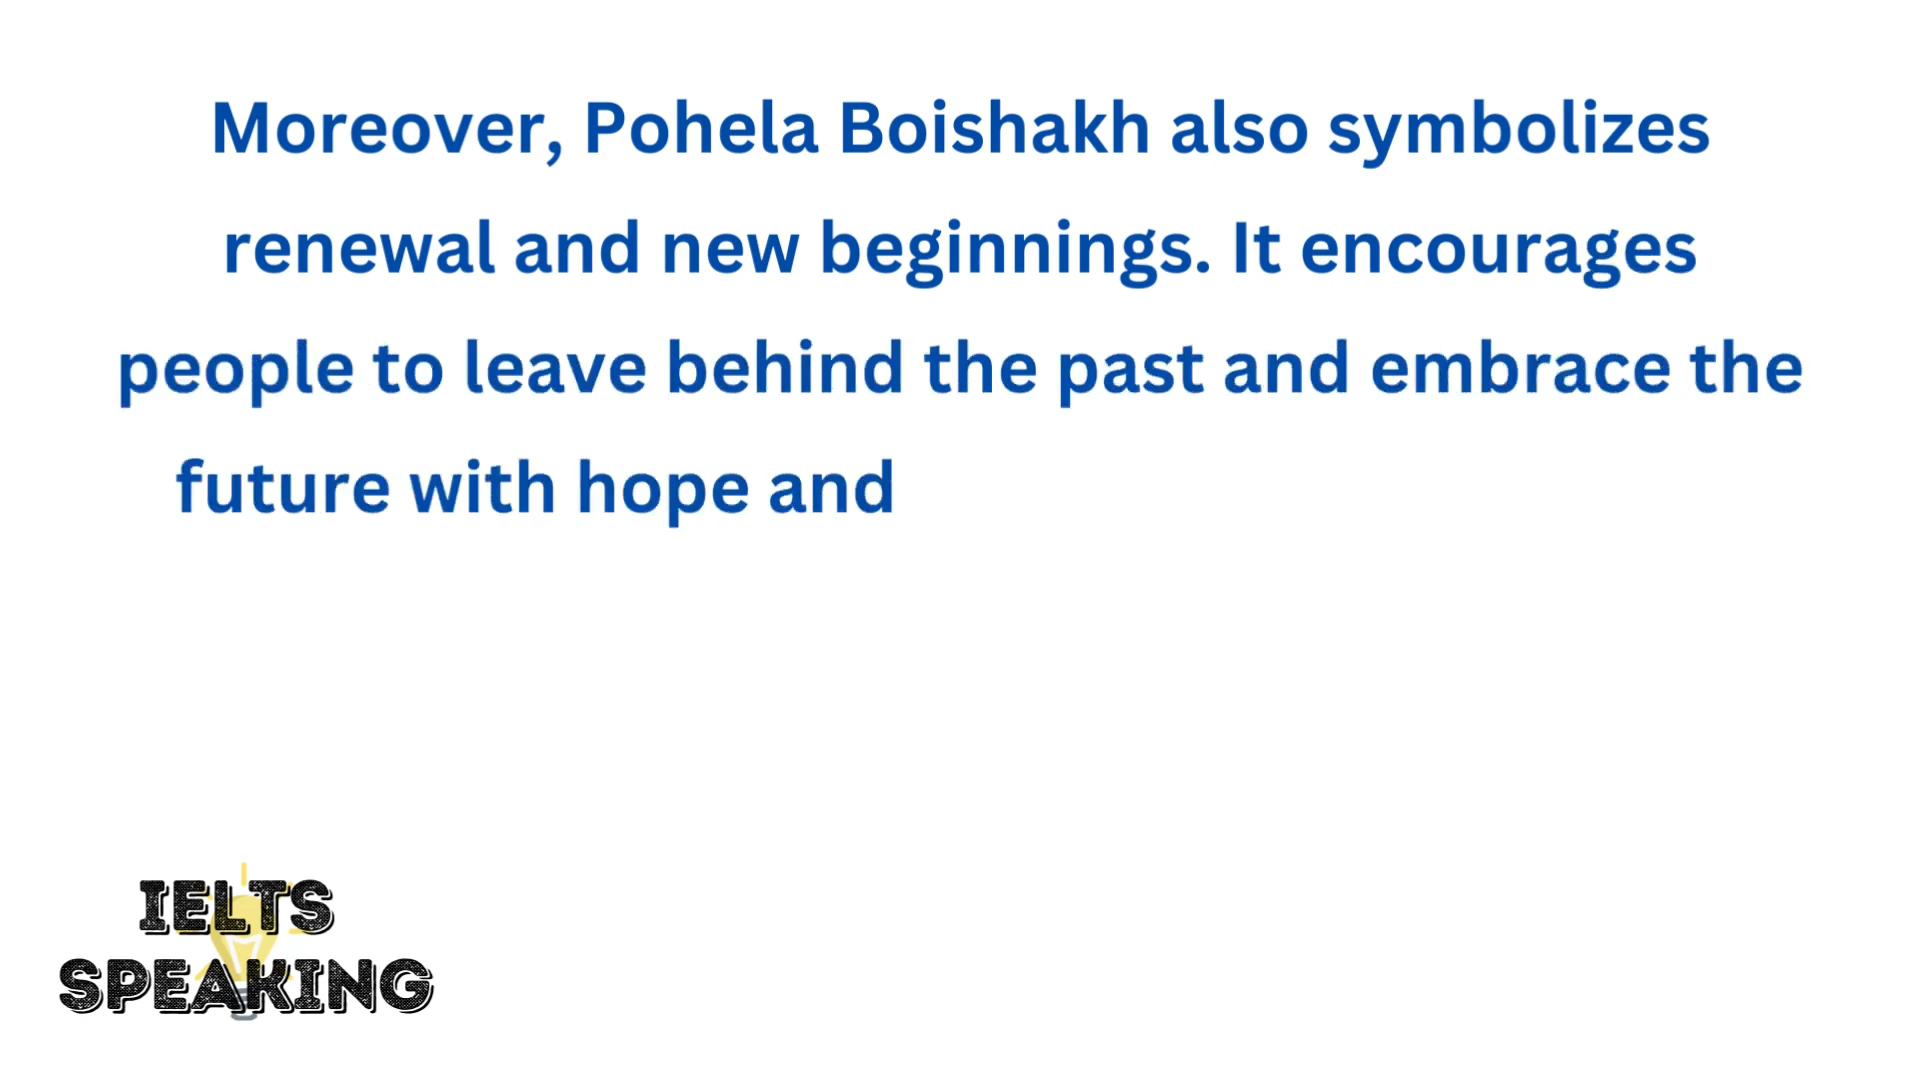 Moreover, Pohela Boishakh also symbolizes
renewal and new beginnings. It encourages
people to leave behind the past and embrace the
future with hope and
IELTS
SPEAKING